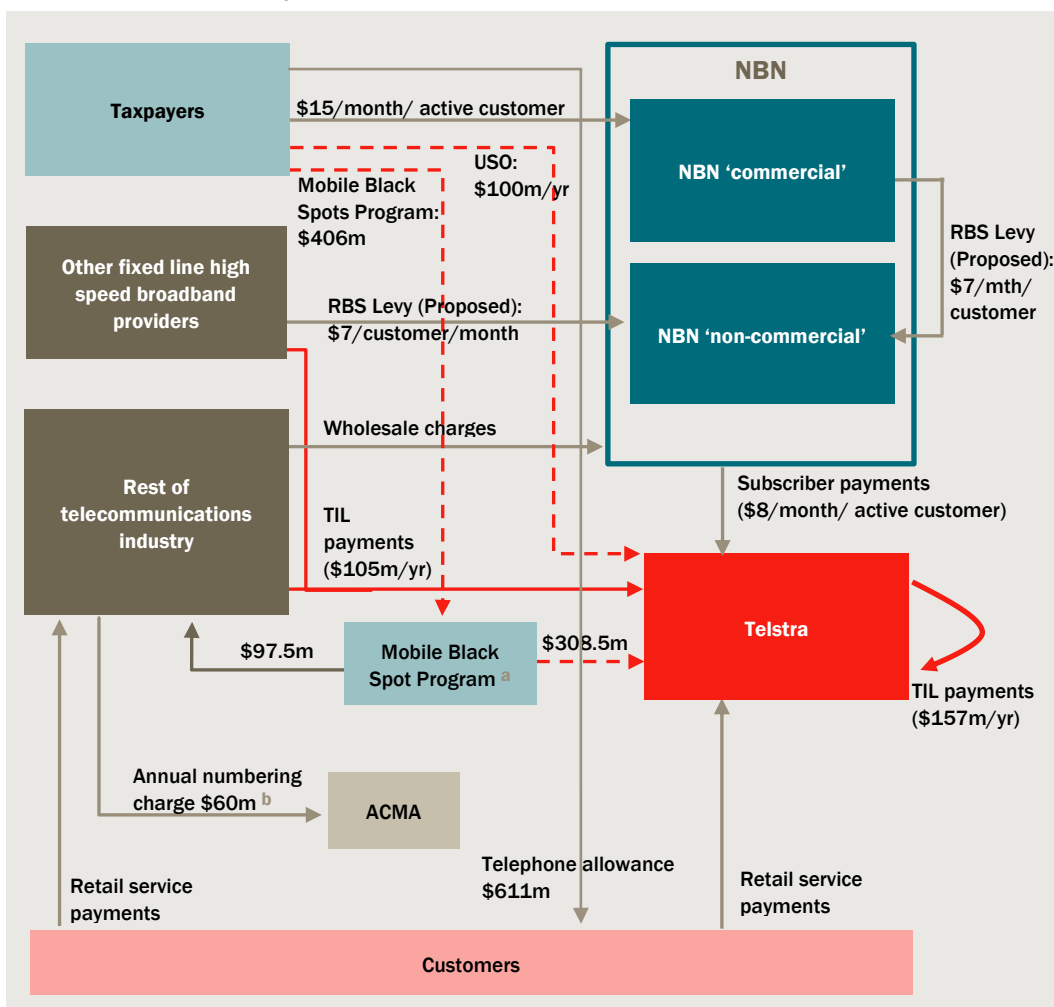 NBN
Taxpayers
$15/month/ active customer
NBN ‘commercial’
USO:
$100m/yr
Mobile Black
Spots Program:
$406m
RBS Levy
(Proposed):
$7/mth/
customer
Other fixed line high
speed broadband
providers
RBS Levy (Proposed):
$7/customer/month
NBN ‘non-commercial’
Wholesale charges
Rest of
telecommunications
industry
Subscriber payments
($8/month/ active customer)
TIL
payments
($105m/yr)
Telstra
$97.5m
Mobile Black
Spot Program a
$308.5m
TIL payments
($157m/yr)
Annual numbering
charge $60m b
ACMA
Telephone allowance
$611m
Retail service
payments
Retail service
payments
Customers